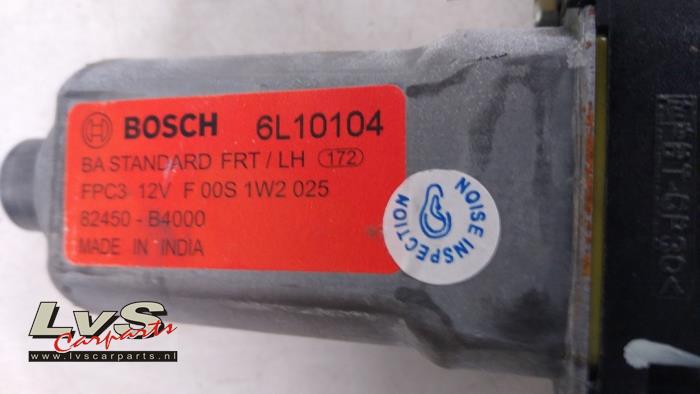 BOSCH 6L10104
BA STANDARD FRT / LH 172
FPC3 12V F 00S 1W2 025
82450 - B4000
MADE IN INDIA
NOISE INSPECTION
LvS
Carparts
www.lvscarparts.nl